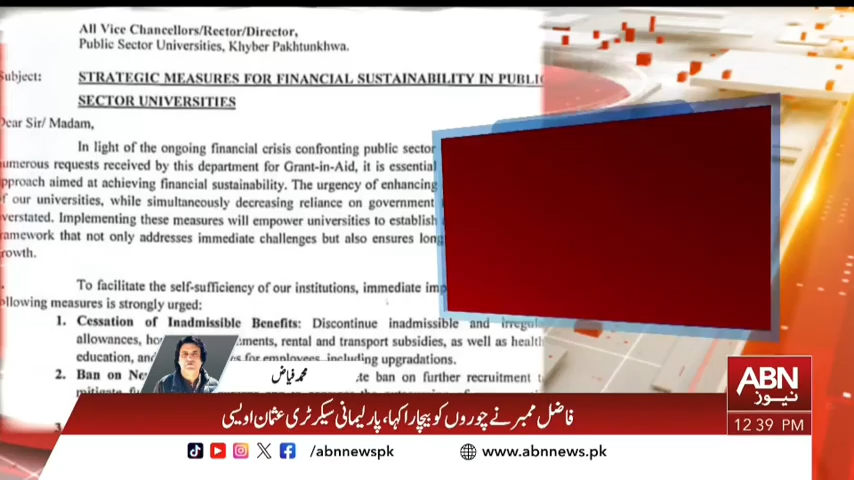 All Vice Chancellors/Rector/Director,
Public Sector Universities, Khyber Pakhtunkhwa.
Subject:
STRATEGIC MEASURES FOR FINANCIAL SUSTAINABILITY IN PUBLIC
SECTOR UNIVERSITIES
Dear Sir/ Madam,
In light of the ongoing financial crisis confronting public sector
numerous requests received by this department for Grant-in-Aid, it is essential
approach aimed at achieving financial sustainability. The urgency of enhancing
of our universities, while simultaneously decreasing reliance on government
overstated. Implementing these measures will empower universities to establish
framework that not only addresses immediate challenges but also ensures long
growth.
To facilitate the self-sufficiency of our institutions, immediate
following measures is strongly urged:
1. Cessation of Inadmissible Benefits: Discontinue inadmissible and
allowances, rental and transport subsidies, as well as health
education, for employees, including upgradations.
2. Ban on ban on further recruitment
محمد فیاض
فاضل ممبر نے چوروں کو بیچارا کہا، پارلیمانی سیکرٹری عثمان اویسی
ABN
نیوز
12:39 PM
/abnnewspk
www.abnnews.pk